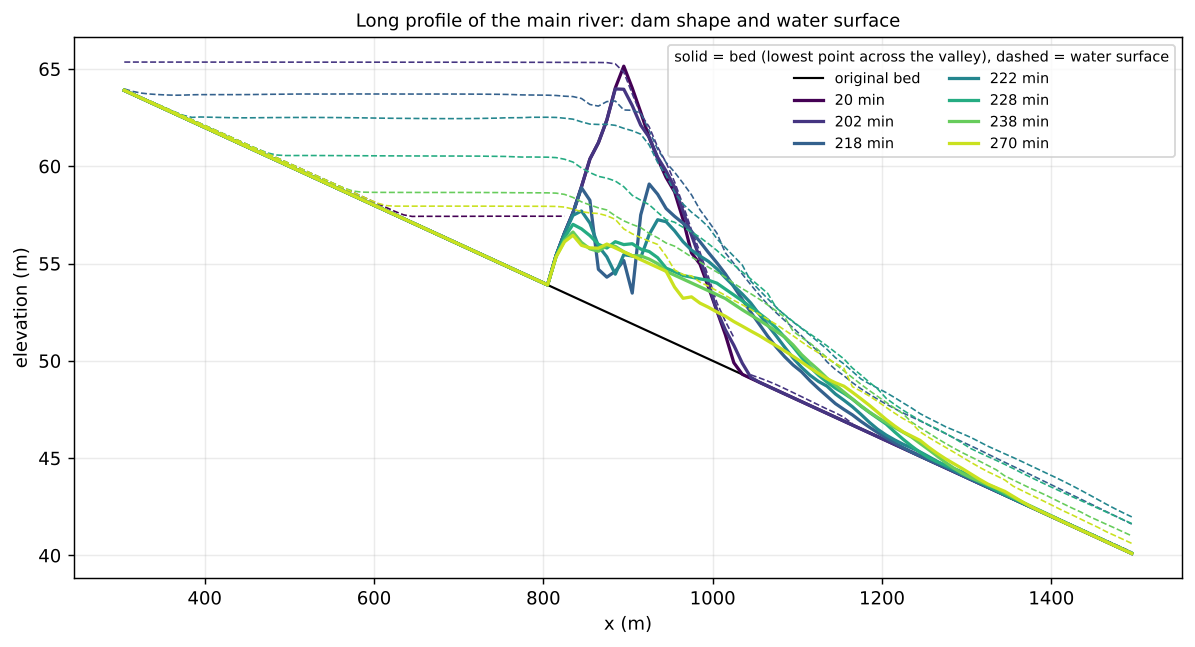 Long profile of the main river: dam shape and water surface
solid = bed (lowest point across the valley), dashed = water surface
original bed
20 min
202 min
218 min
222 min
228 min
238 min
270 min
elevation (m)
65
60
55
50
45
40
400
600
800
1000
1200
1400
x (m)